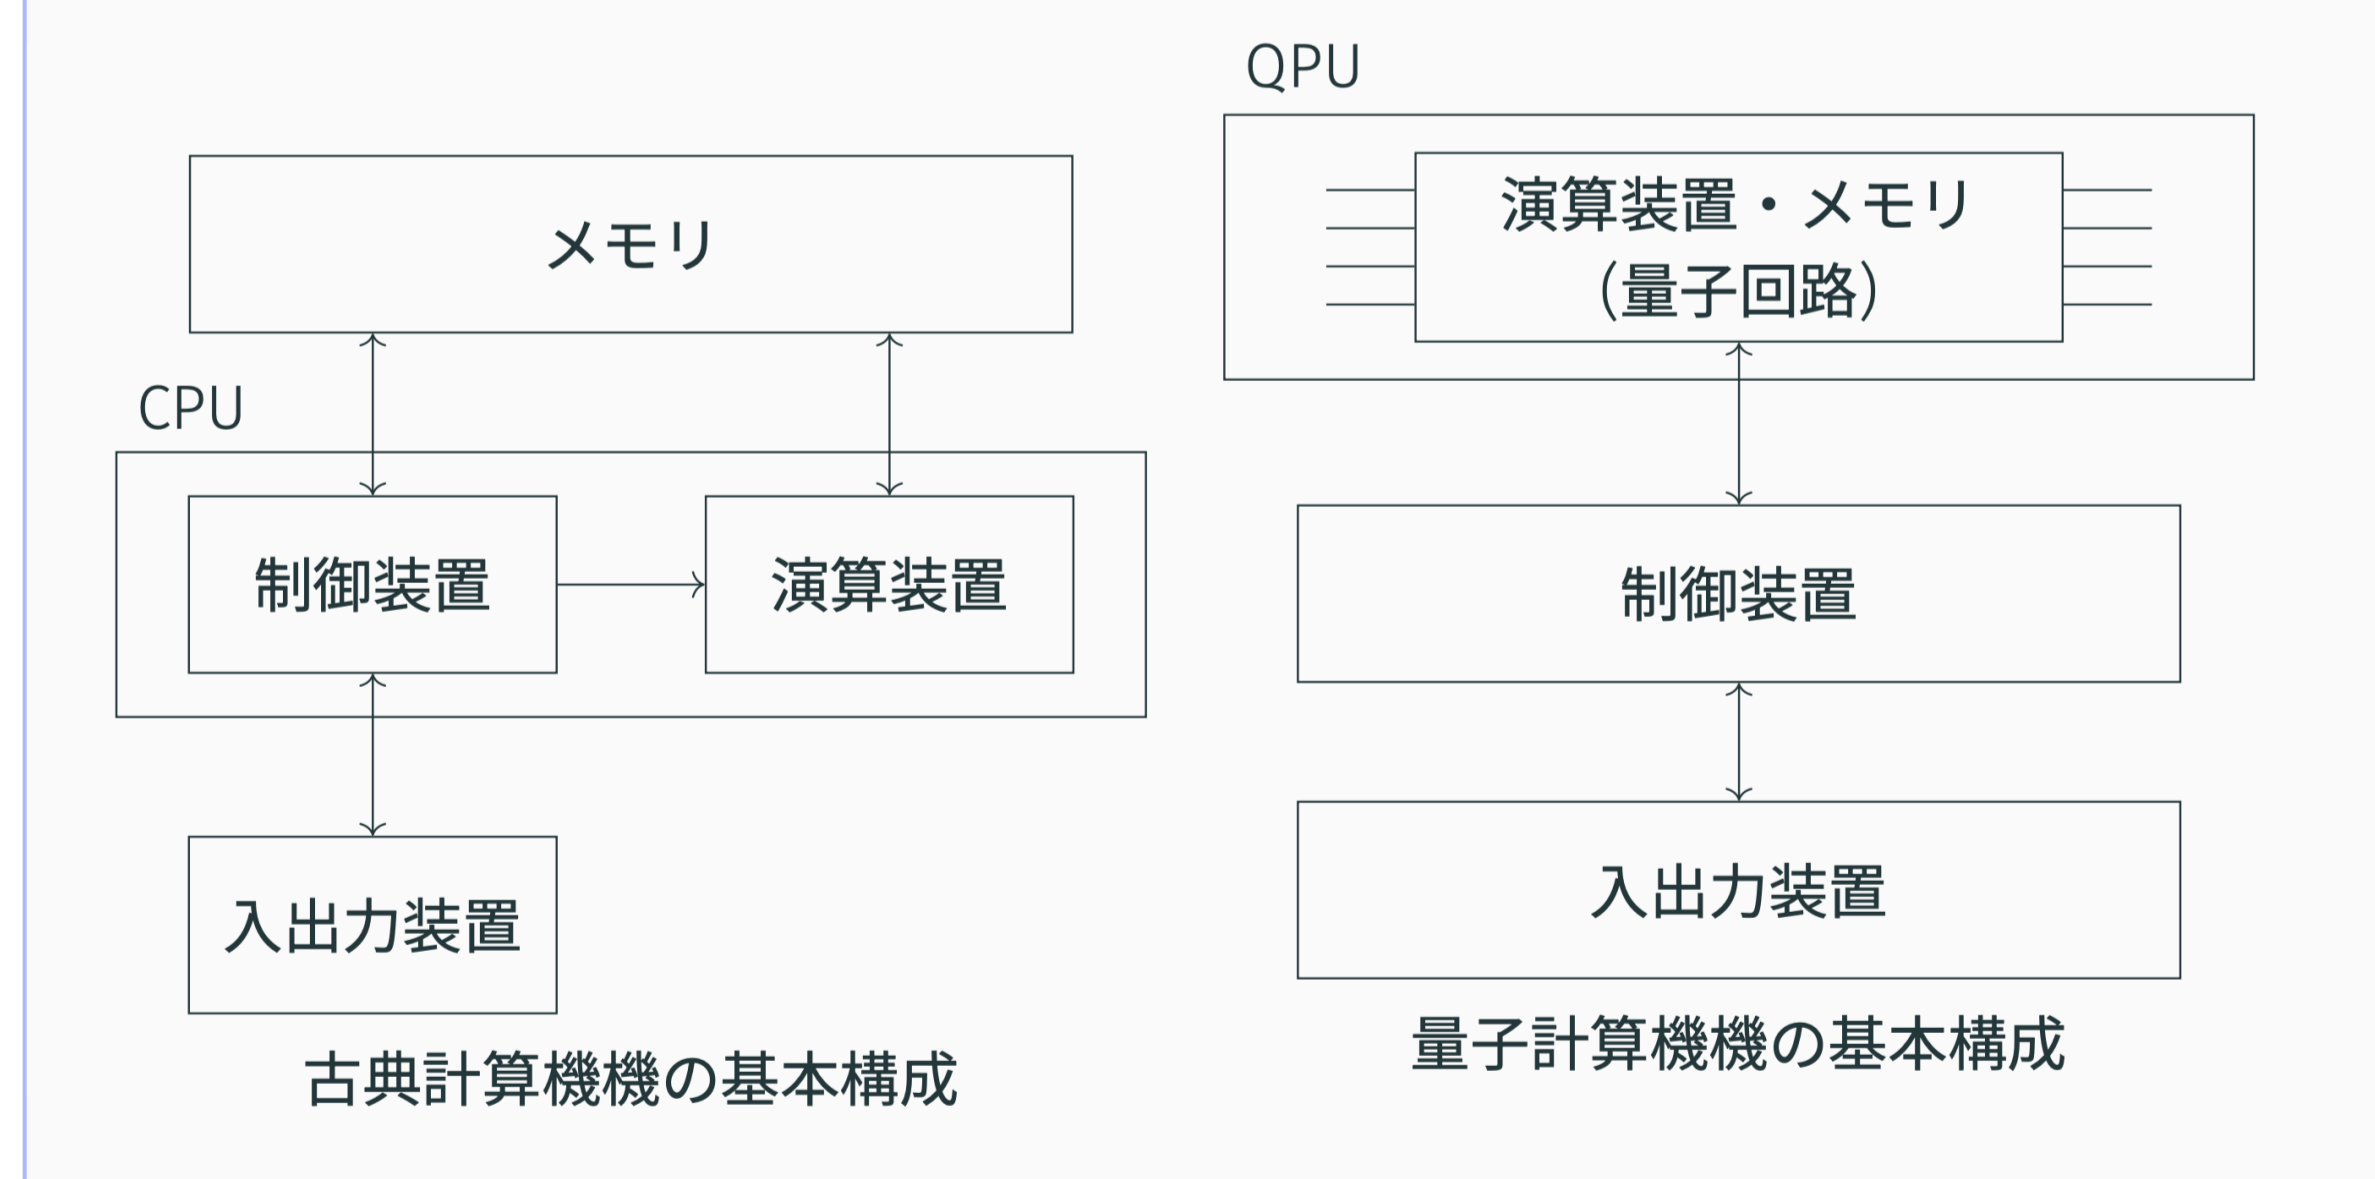 メモリ
CPU
制御装置
演算装置
入出力装置
古典計算機機の基本構成
QPU
演算装置・メモリ
（量子回路）
制御装置
入出力装置
量子計算機機の基本構成